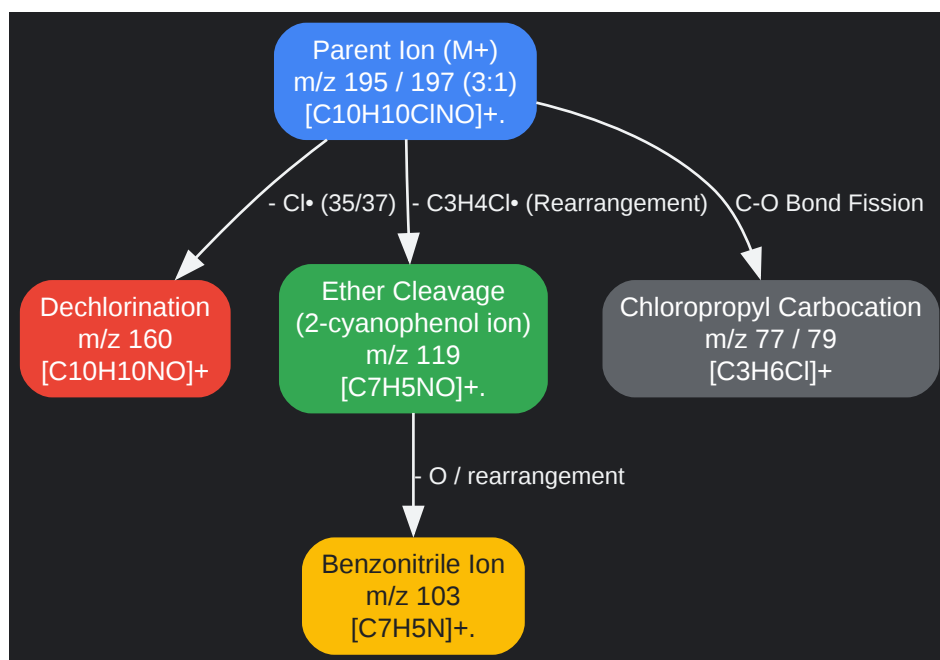 Parent Ion (M+)
m/z 195 / 197 (3:1)
[C10H10ClNO]+.
- Cl• (35/37)
- C3H4Cl• (Rearrangement)
C-O Bond Fission
Dechlorination
m/z 160
[C10H10NO]+
Ether Cleavage
(2-cyanophenol ion)
m/z 119
[C7H5NO]+.
Chloropropyl Carbocation
m/z 77 / 79
[C3H6Cl]+
- O / rearrangement
Benzonitrile Ion
m/z 103
[C7H5N]+.